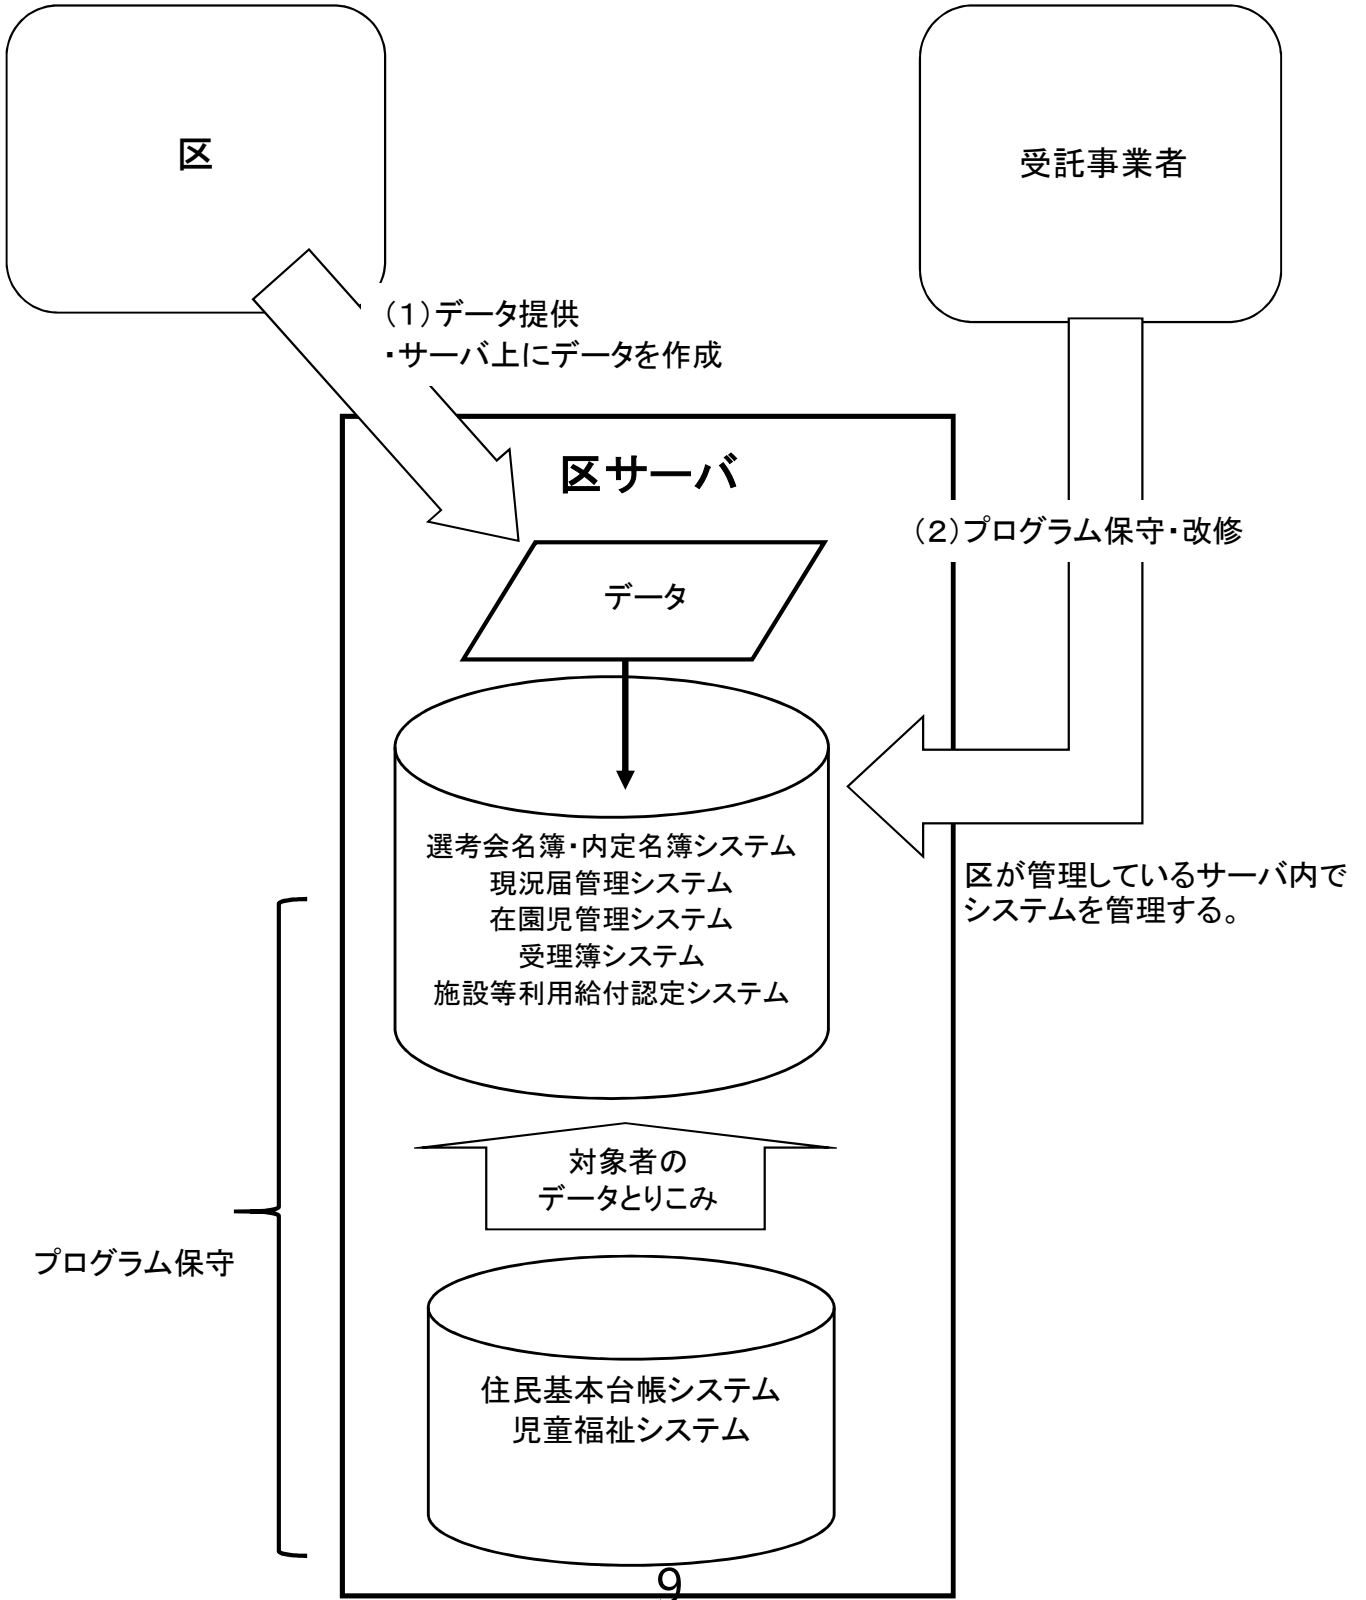 区
受託事業者
（１）データ提供
・サーバ上にデータを作成
区サーバ
（２）プログラム保守・改修
データ
選考会名簿・内定名簿システム
現況届管理システム
在園児管理システム
受理簿システム
施設等利用給付認定システム
区が管理しているサーバ内で
システムを管理する。
対象者の
データとりこみ
プログラム保守
住民基本台帳システム
児童福祉システム
9